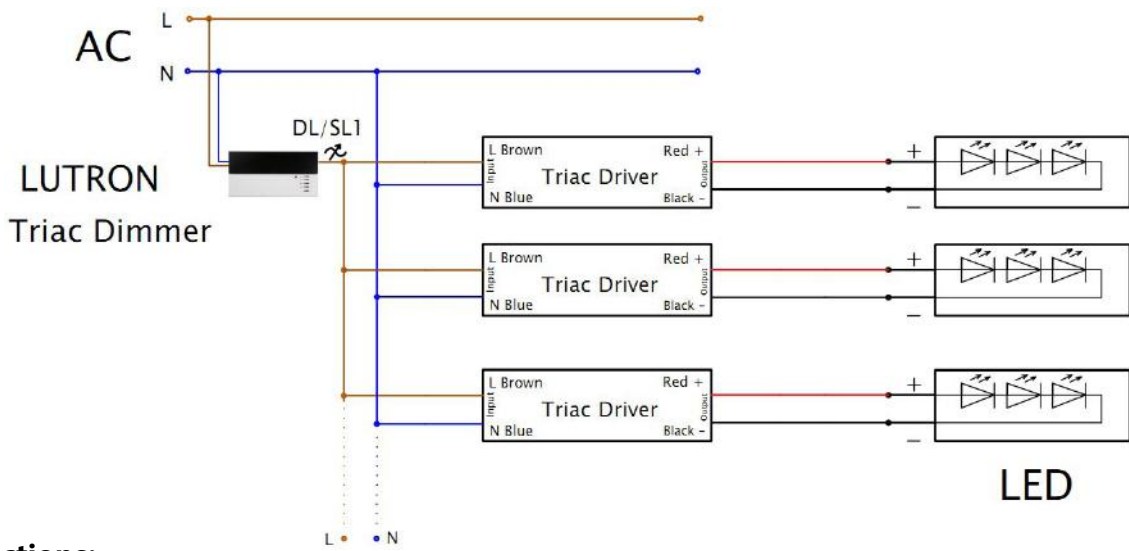 L
AC
N
DL/SL1
LUTRON
Triac Dimmer
L Brown
Red +
Input
Triac Driver
Output
N Blue
Black -
+
−
L Brown
Red +
Input
Triac Driver
Output
N Blue
Black -
+
−
L Brown
Red +
Input
Triac Driver
Output
N Blue
Black -
+
−
LED
L
N